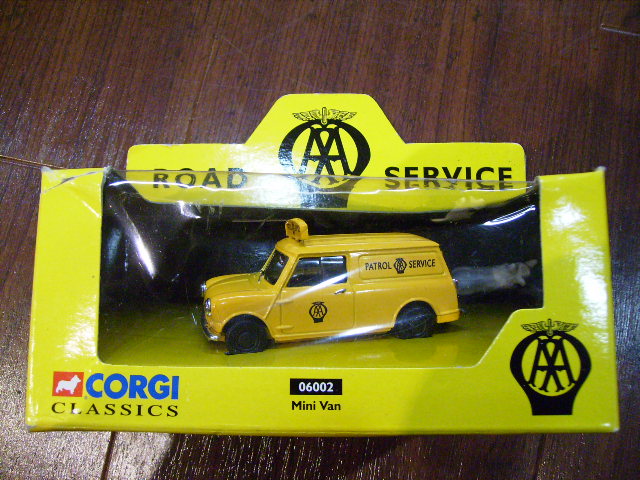 AA
ROAD SERVICE
PATROL AA SERVICE
AA
CORGI
CLASSICS
06002
Mini Van
AA